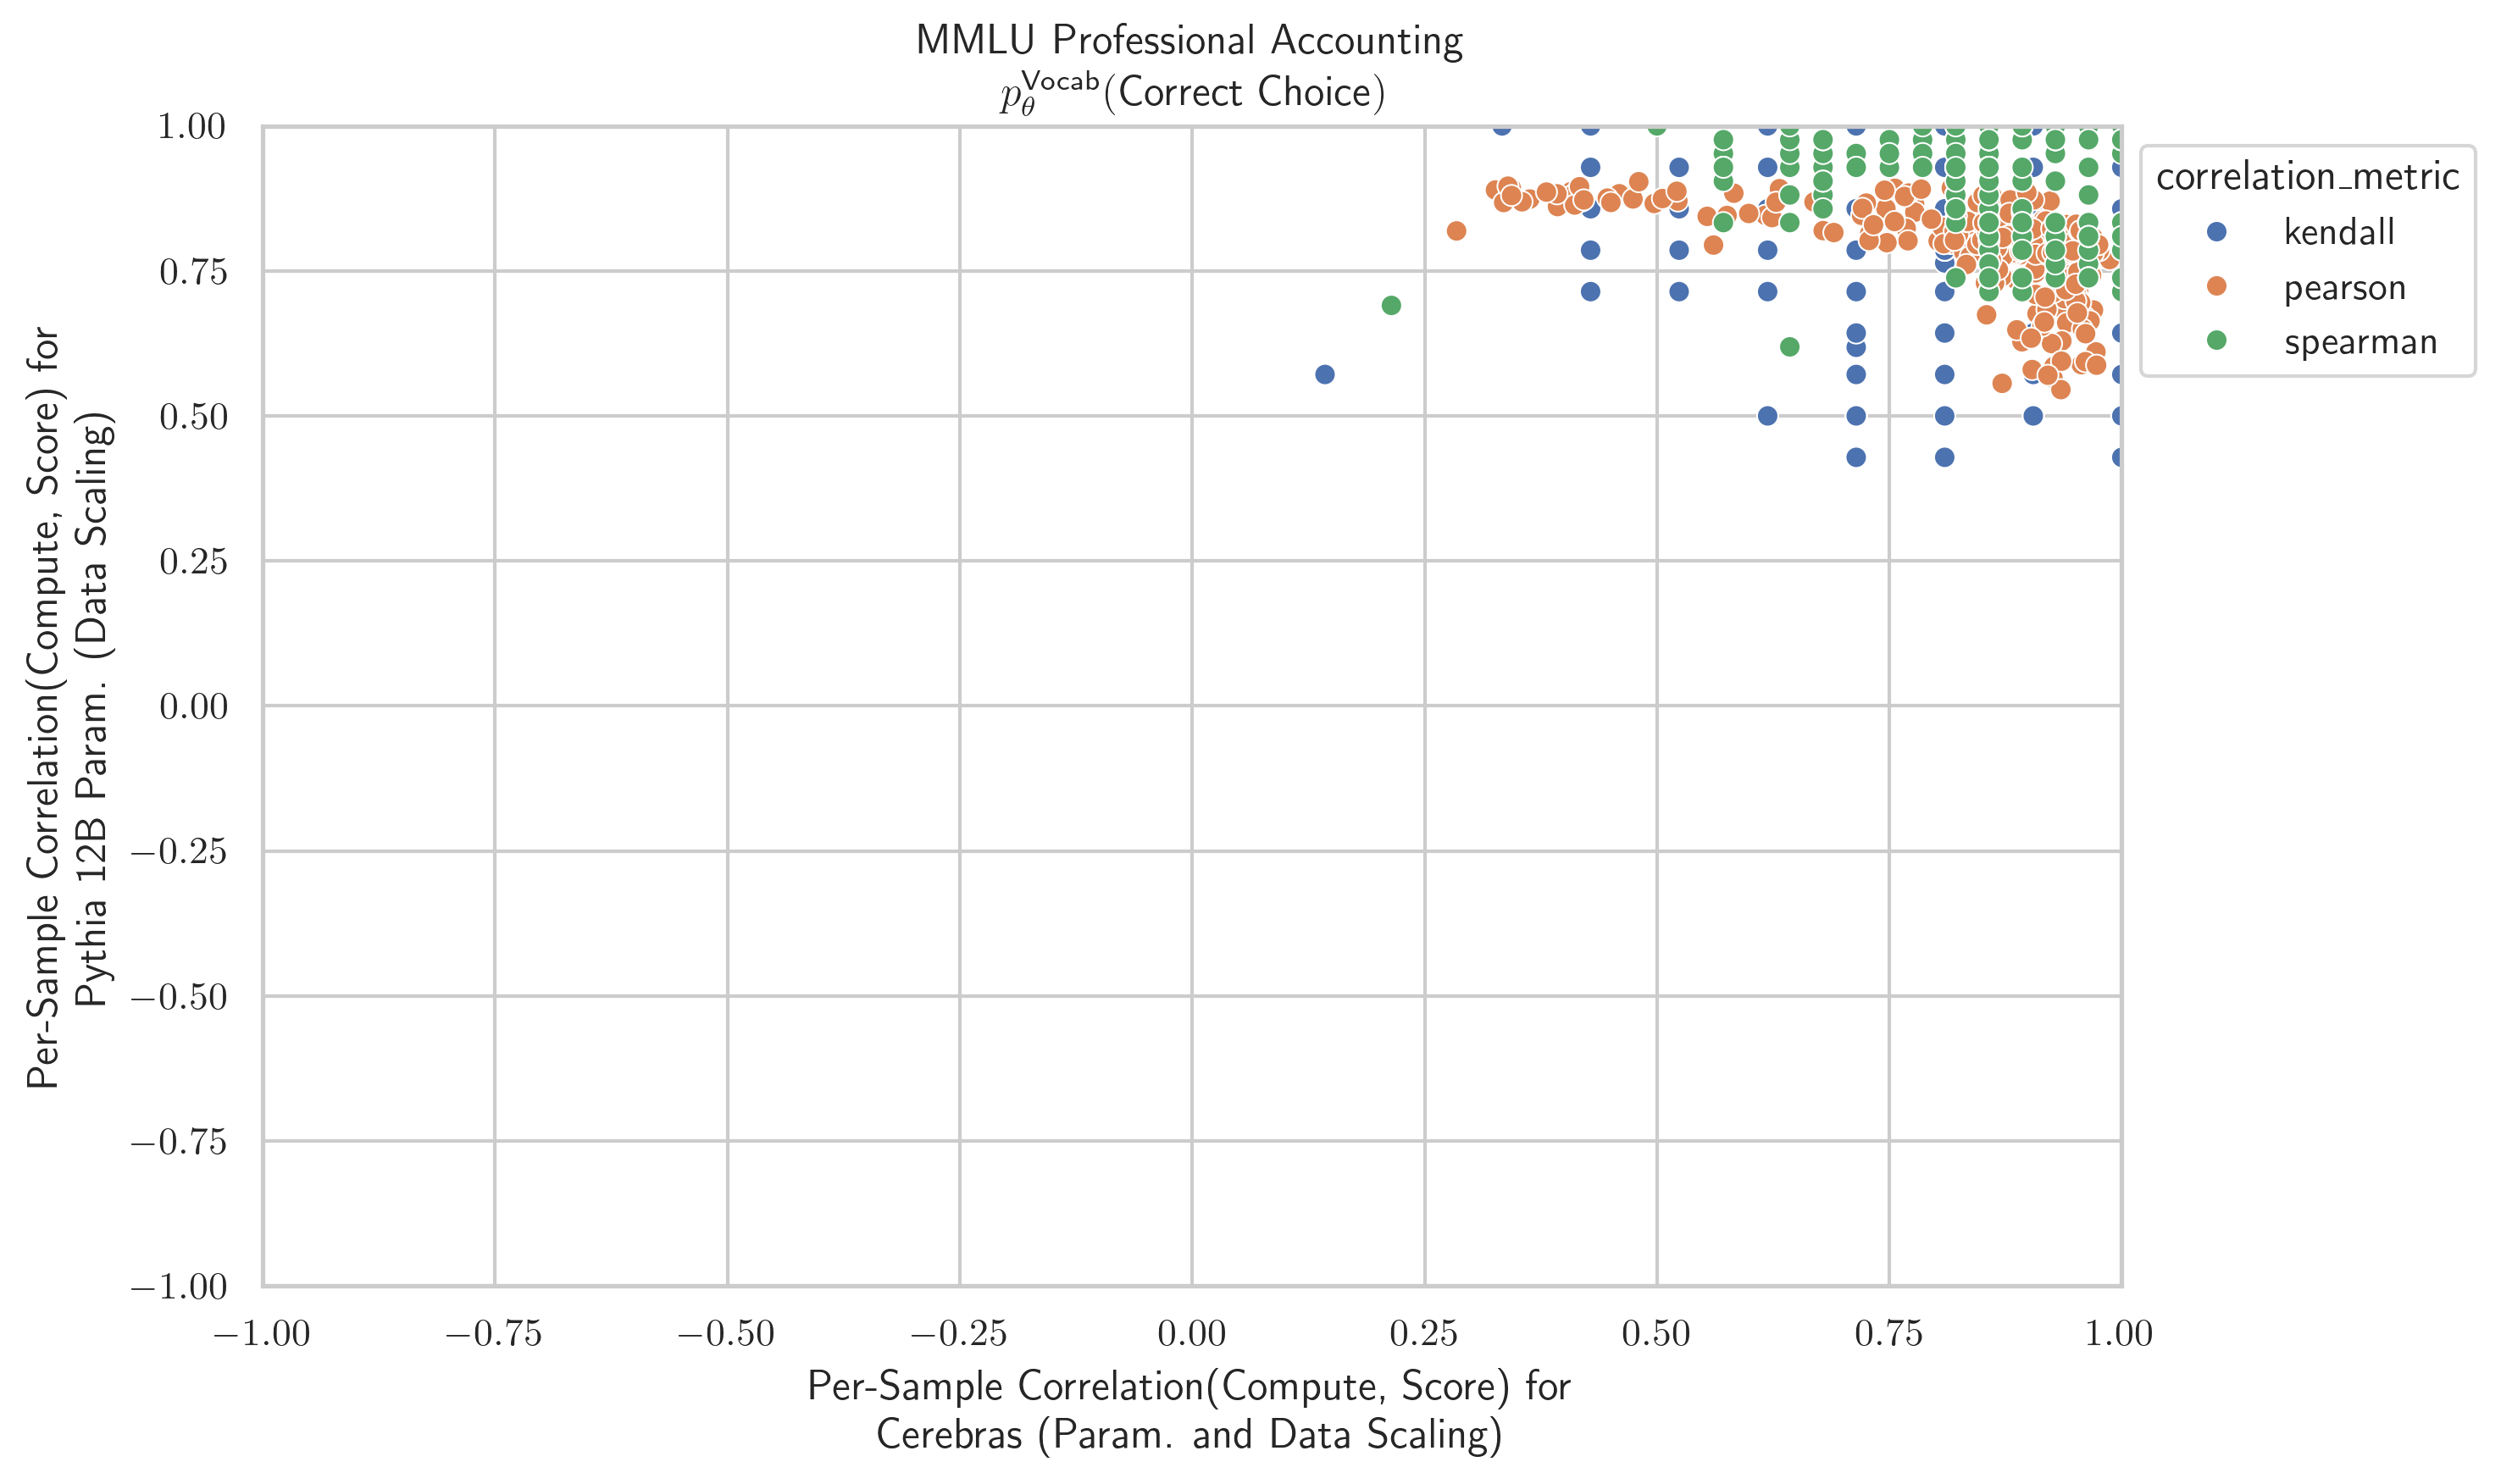 MMLU Professional Accounting
p_θ^Vocab(Correct Choice)
1.00
0.75
0.50
0.25
0.00
−0.25
−0.50
−0.75
−1.00
Per-Sample Correlation(Compute, Score) for
Pythia 12B Param. (Data Scaling)
correlation_metric
kendall
pearson
spearman
−1.00 −0.75 −0.50 −0.25 0.00 0.25 0.50 0.75 1.00
Per-Sample Correlation(Compute, Score) for
Cerebras (Param. and Data Scaling)